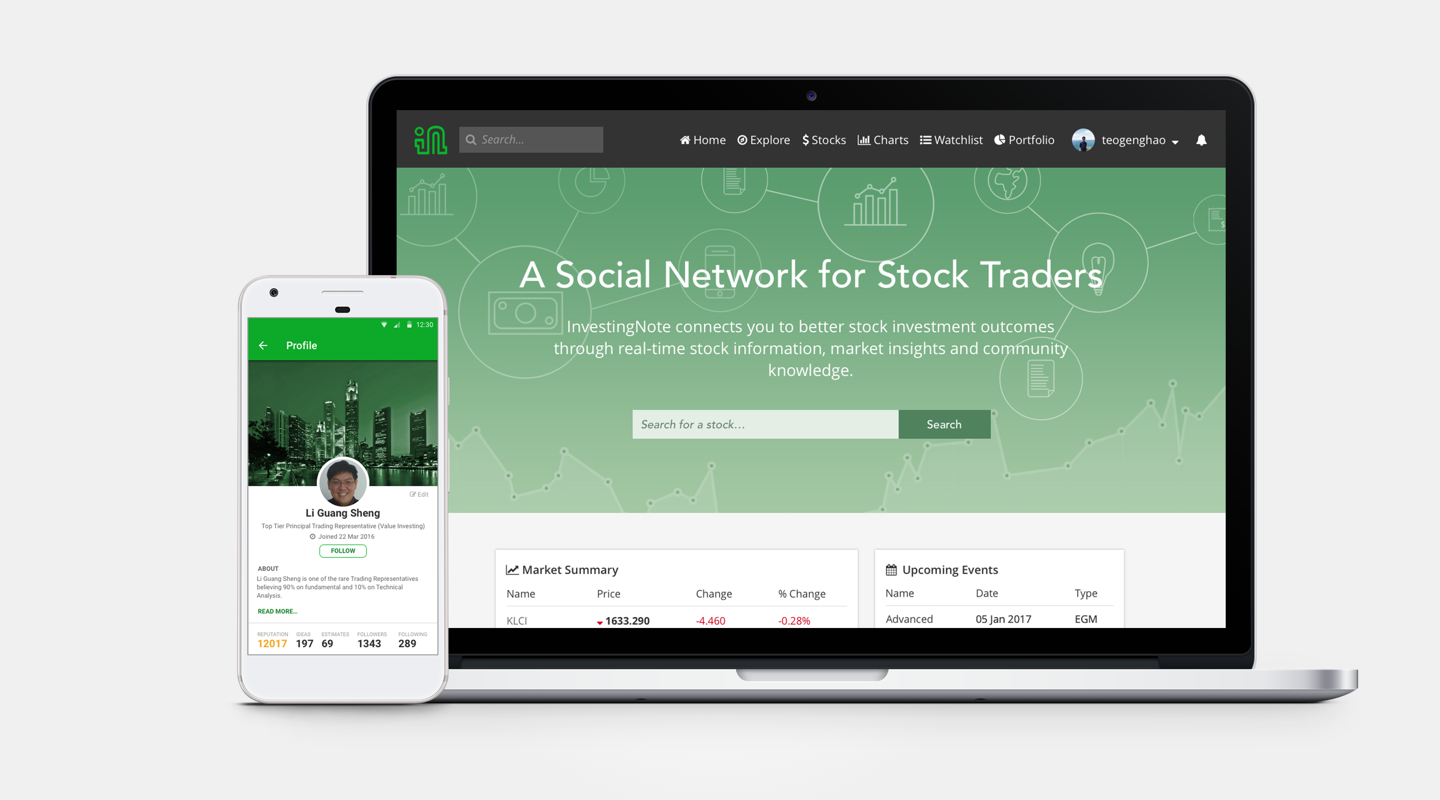 Search...
Home
Explore
Stocks
Charts
Watchlist
Portfolio
teogenghao
A Social Network for Stock Traders
InvestingNote connects you to better stock investment outcomes
through real-time stock information, market insights and community
knowledge.
Search for a stock...
Search
Market Summary
Name Price Change % Change
KLCI 1633.290 -4.460 -0.28%
Upcoming Events
Name Date Type
Advanced 05 Jan 2017 EGM
12:30
Profile
Edit
Li Guang Sheng
Top Tier Principal Trading Representative (Value Investing)
Joined 22 Mar 2016
FOLLOW
ABOUT
Li Guang Sheng is one of the rare Trading Representatives
believing 90% on fundamental and 10% on Technical
Analysis.
READ MORE...
REPUTATION IDEAS ESTIMATES FOLLOWERS FOLLOWING
12017 197 69 1343 289